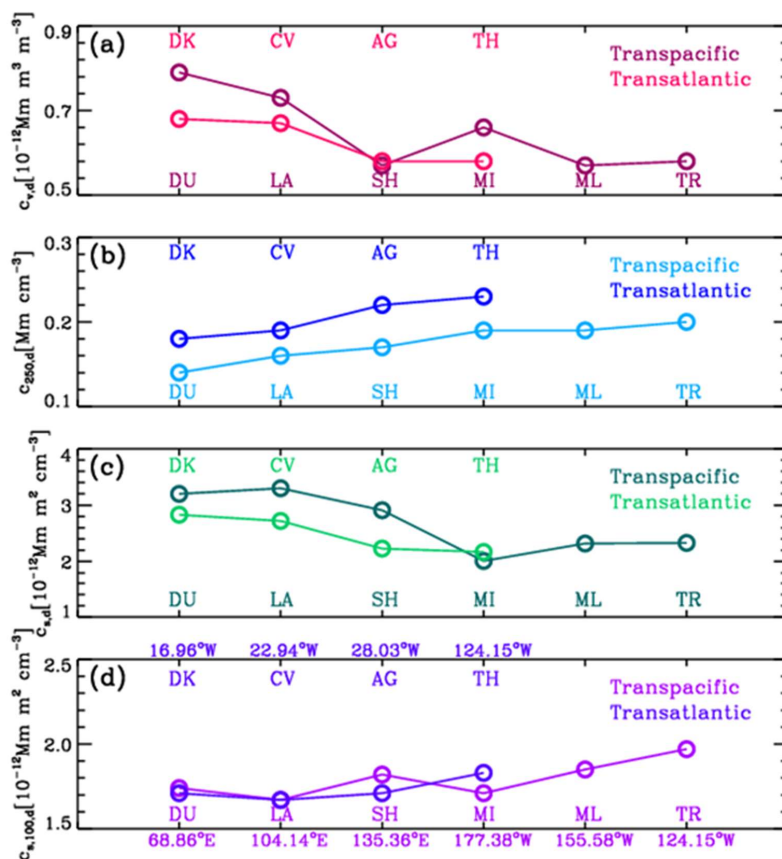 (a)
DK CV AG TH
Transpacific
Transatlantic
DU LA SH MI ML TR
0.9
0.7
0.5
c_v,d[10^-12 Mm m^3 m^-3]
(b)
DK CV AG TH
Transpacific
Transatlantic
DU LA SH MI ML TR
0.3
0.2
0.1
c_250,d[Mm cm^-3]
(c)
DK CV AG TH
Transpacific
Transatlantic
DU LA SH MI ML TR
4
3
2
1
c_s,d[10^-12 Mm m^2 cm^-3]
16.96°W 22.94°W 28.03°W 124.15°W
(d)
DK CV AG TH
Transpacific
Transatlantic
DU LA SH MI ML TR
2.5
2.0
1.5
c_s,100,d[10^-12 Mm m^2 cm^-3]
68.86°E 104.14°E 135.36°E 177.38°W 155.58°W 124.15°W